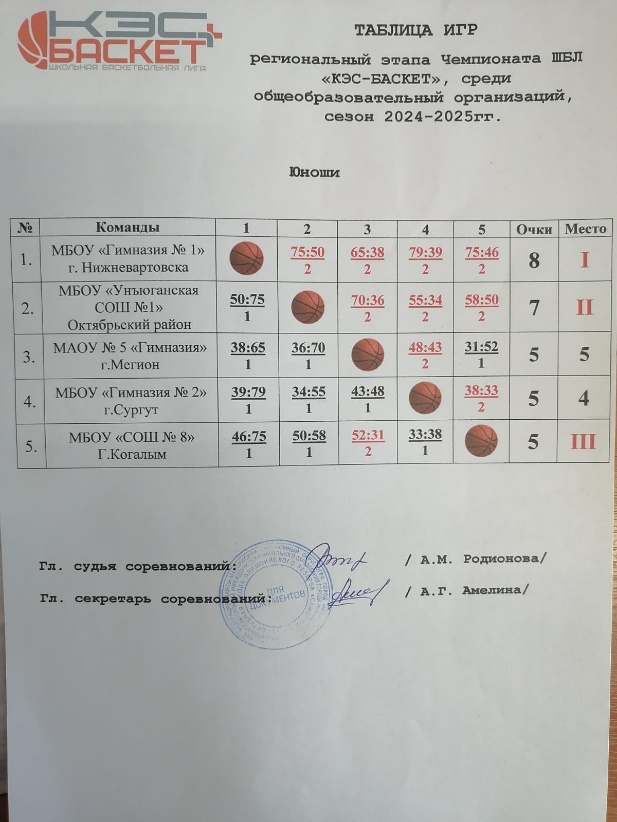 КЭС
БАСКЕТ
ШКОЛЬНАЯ БАСКЕТБОЛЬНАЯ ЛИГА
ТАБЛИЦА ИГР
региональный этапа Чемпионата ШБЛ
«КЭС-БАСКЕТ», среди
общеобразовательный организаций,
сезон 2024-2025гг.
Юноши
№ Команды 1 2 3 4 5 Очки Место
1. МБОУ «Гимназия № 1» г. Нижневартовска 75:50 2 65:38 2 79:39 2 75:46 2 8 I
2. МБОУ «Унъюганская СОШ №1» Октябрьский район 50:75 1 70:36 2 55:34 2 58:50 2 7 II
3. МАОУ № 5 «Гимназия» г.Мегион 38:65 1 36:70 1 48:43 2 31:52 1 5 5
4. МБОУ «Гимназия № 2» г.Сургут 39:79 1 34:55 1 43:48 1 38:33 2 5 4
5. МБОУ «СОШ № 8» Г.Когалым 46:75 1 50:58 1 52:31 2 33:38 1 5 III
Гл. судья соревнований: / А.М. Родионова/
Гл. секретарь соревнований: / А.Г. Амелина/
ДЛЯ
ДОКУМЕНТОВ